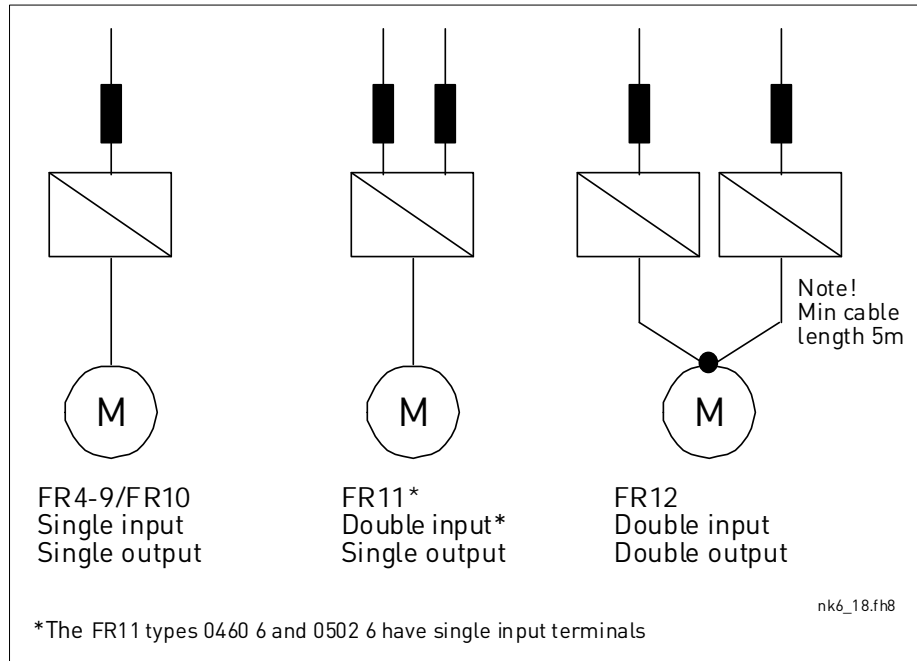 M
M
M
Note!
Min cable
length 5m
FR4-9/FR10
Single input
Single output
FR11*
Double input*
Single output
FR12
Double input
Double output
nk6_18.fh8
*The FR11 types 0460 6 and 0502 6 have single input terminals